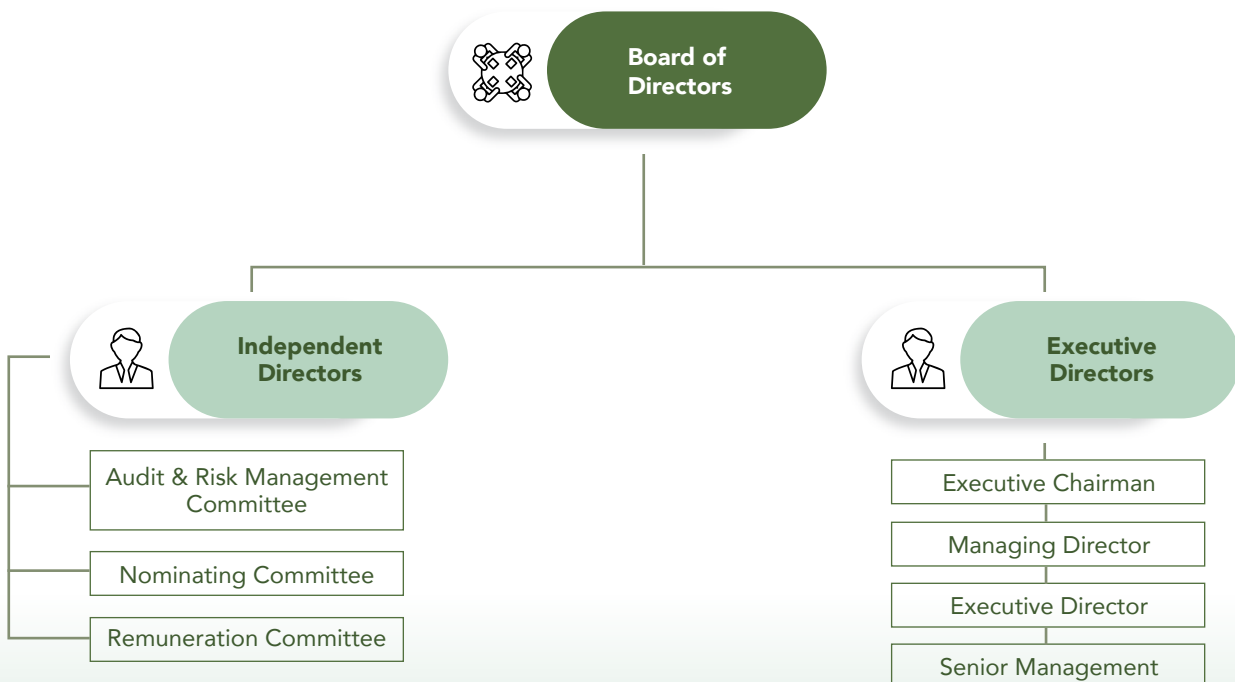 Board of
Directors
Independent
Directors
Audit & Risk Management
Committee
Nominating Committee
Remuneration Committee
Executive
Directors
Executive Chairman
Managing Director
Executive Director
Senior Management